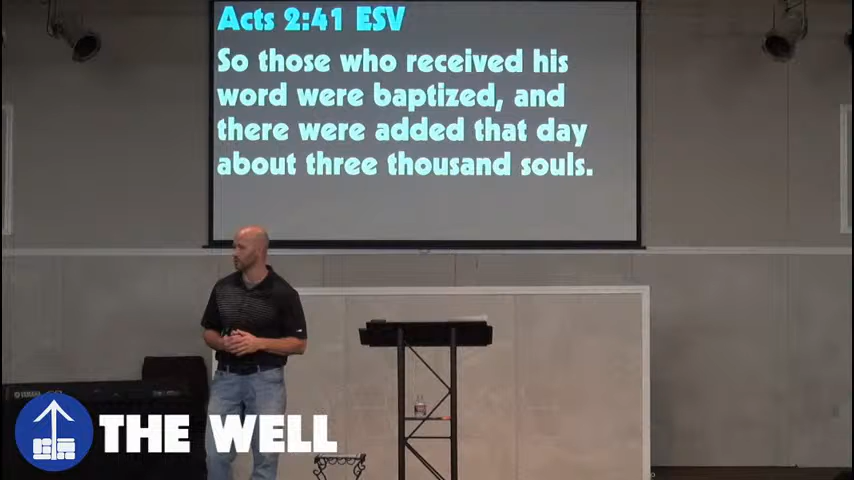 Acts 2:41 ESV
So those who received his
word were baptized, and
there were added that day
about three thousand souls.
YAMAHA
THE WELL